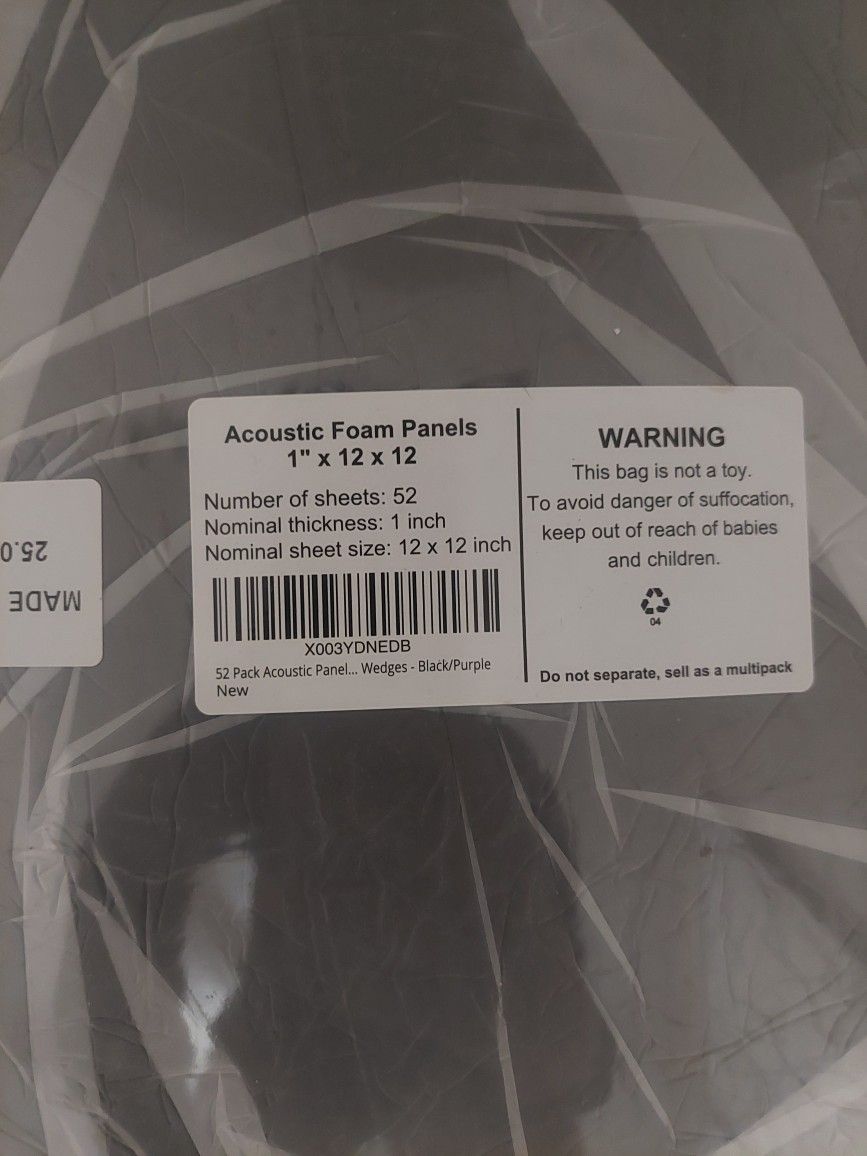 Acoustic Foam Panels
1" x 12 x 12
Number of sheets: 52
Nominal thickness: 1 inch
Nominal sheet size: 12 x 12 inch
X003YDNEDB
52 Pack Acoustic Panel... Wedges - Black/Purple
New
WARNING
This bag is not a toy.
To avoid danger of suffocation,
keep out of reach of babies
and children.
04
Do not separate, sell as a multipack
MADE
25.0